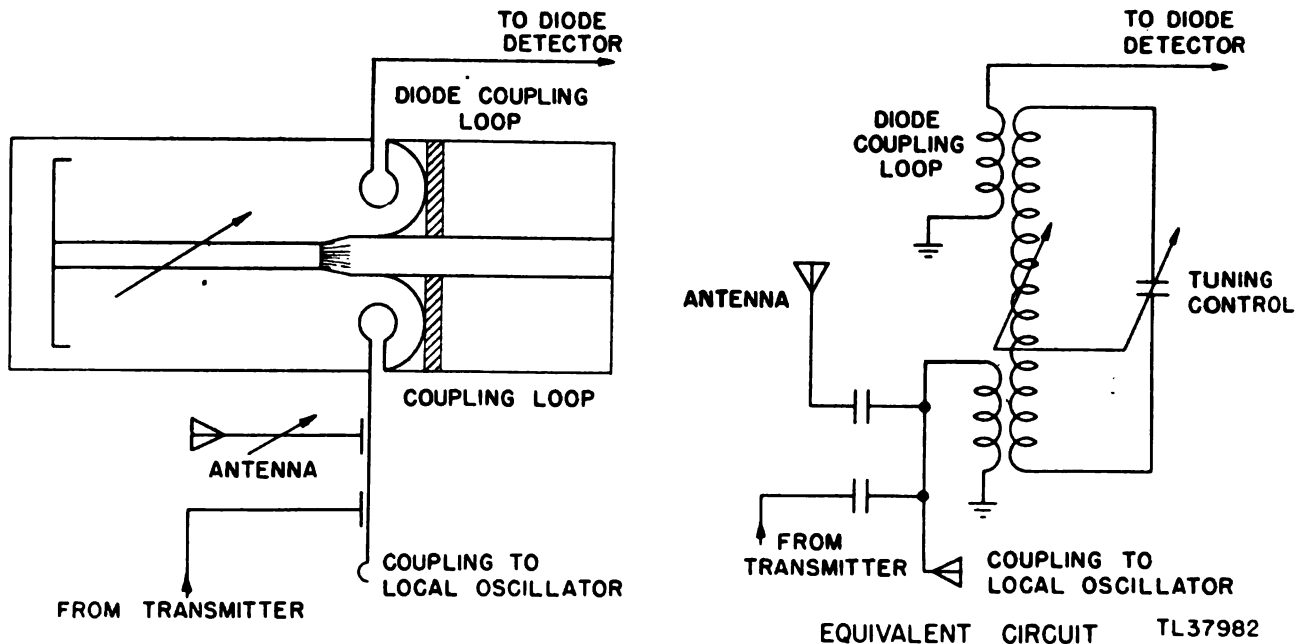 TO DIODE
DETECTOR
DIODE COUPLING
LOOP
COUPLING LOOP
ANTENNA
COUPLING TO
LOCAL OSCILLATOR
FROM TRANSMITTER
TO DIODE
DETECTOR
DIODE
COUPLING
LOOP
ANTENNA
TUNING
CONTROL
FROM
TRANSMITTER
COUPLING TO
LOCAL OSCILLATOR
EQUIVALENT CIRCUIT TL37982